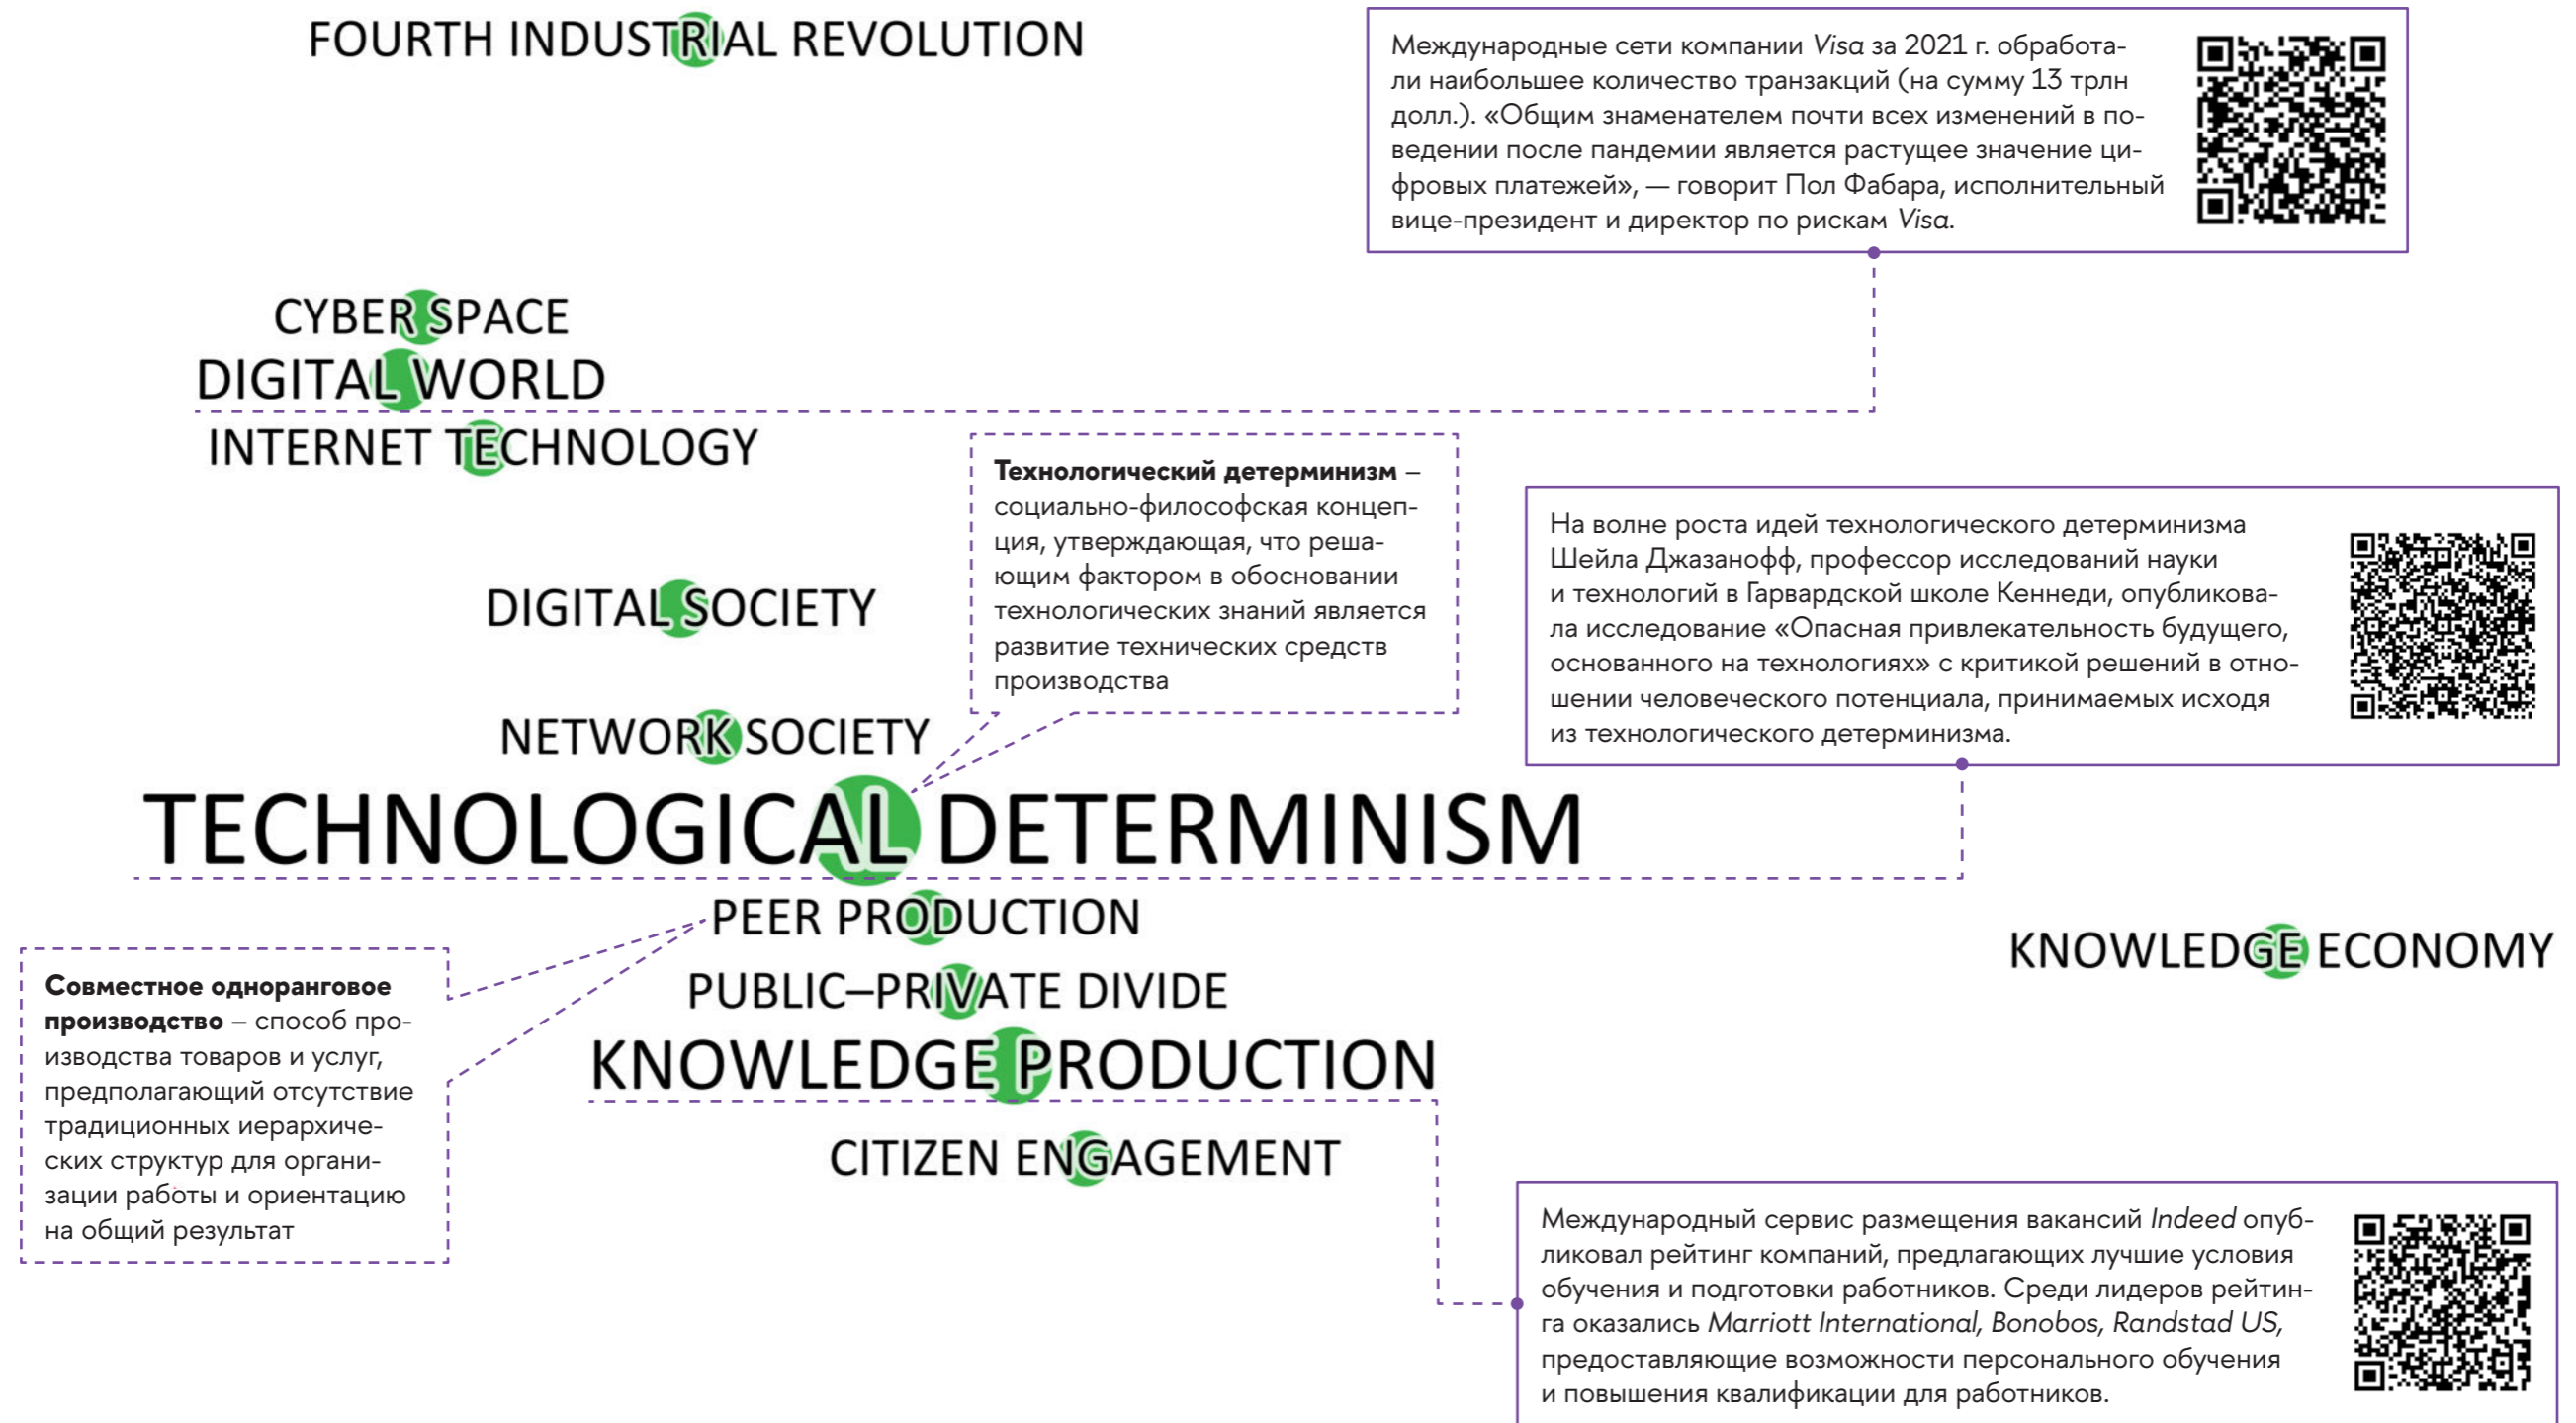 FOURTH INDUSTRIAL REVOLUTION
Международные сети компании Visa за 2021 г. обработа-
ли наибольшее количество транзакций (на сумму 13 трлн
долл.). «Общим знаменателем почти всех изменений в по-
ведении после пандемии является растущее значение ци-
фровых платежей», — говорит Пол Фабара, исполнительный
вице-президент и директор по рискам Visa.
CYBER SPACE
DIGITAL WORLD
INTERNET TECHNOLOGY
Технологический детерминизм –
социально-философская концеп-
ция, утверждающая, что реша-
ющим фактором в обосновании
технологических знаний является
развитие технических средств
производства
На волне роста идей технологического детерминизма
Шейла Джазанофф, профессор исследований науки
и технологий в Гарвардской школе Кеннеди, опубликова-
ла исследование «Опасная привлекательность будущего,
основанного на технологиях» с критикой решений в отно-
шении человеческого потенциала, принимаемых исходя
из технологического детерминизма.
DIGITAL SOCIETY
NETWORK SOCIETY
TECHNOLOGICAL DETERMINISM
PEER PRODUCTION
KNOWLEDGE ECONOMY
PUBLIC–PRIVATE DIVIDE
KNOWLEDGE PRODUCTION
CITIZEN ENGAGEMENT
Совместное одноранговое
производство – способ про-
изводства товаров и услуг,
предполагающий отсутствие
традиционных иерархиче-
ских структур для органи-
зации работы и ориентацию
на общий результат
Международный сервис размещения вакансий Indeed опуб-
ликовал рейтинг компаний, предлагающих лучшие условия
обучения и подготовки работников. Среди лидеров рейтин-
га оказались Marriott International, Bonobos, Randstad US,
предоставляющие возможности персонального обучения
и повышения квалификации для работников.